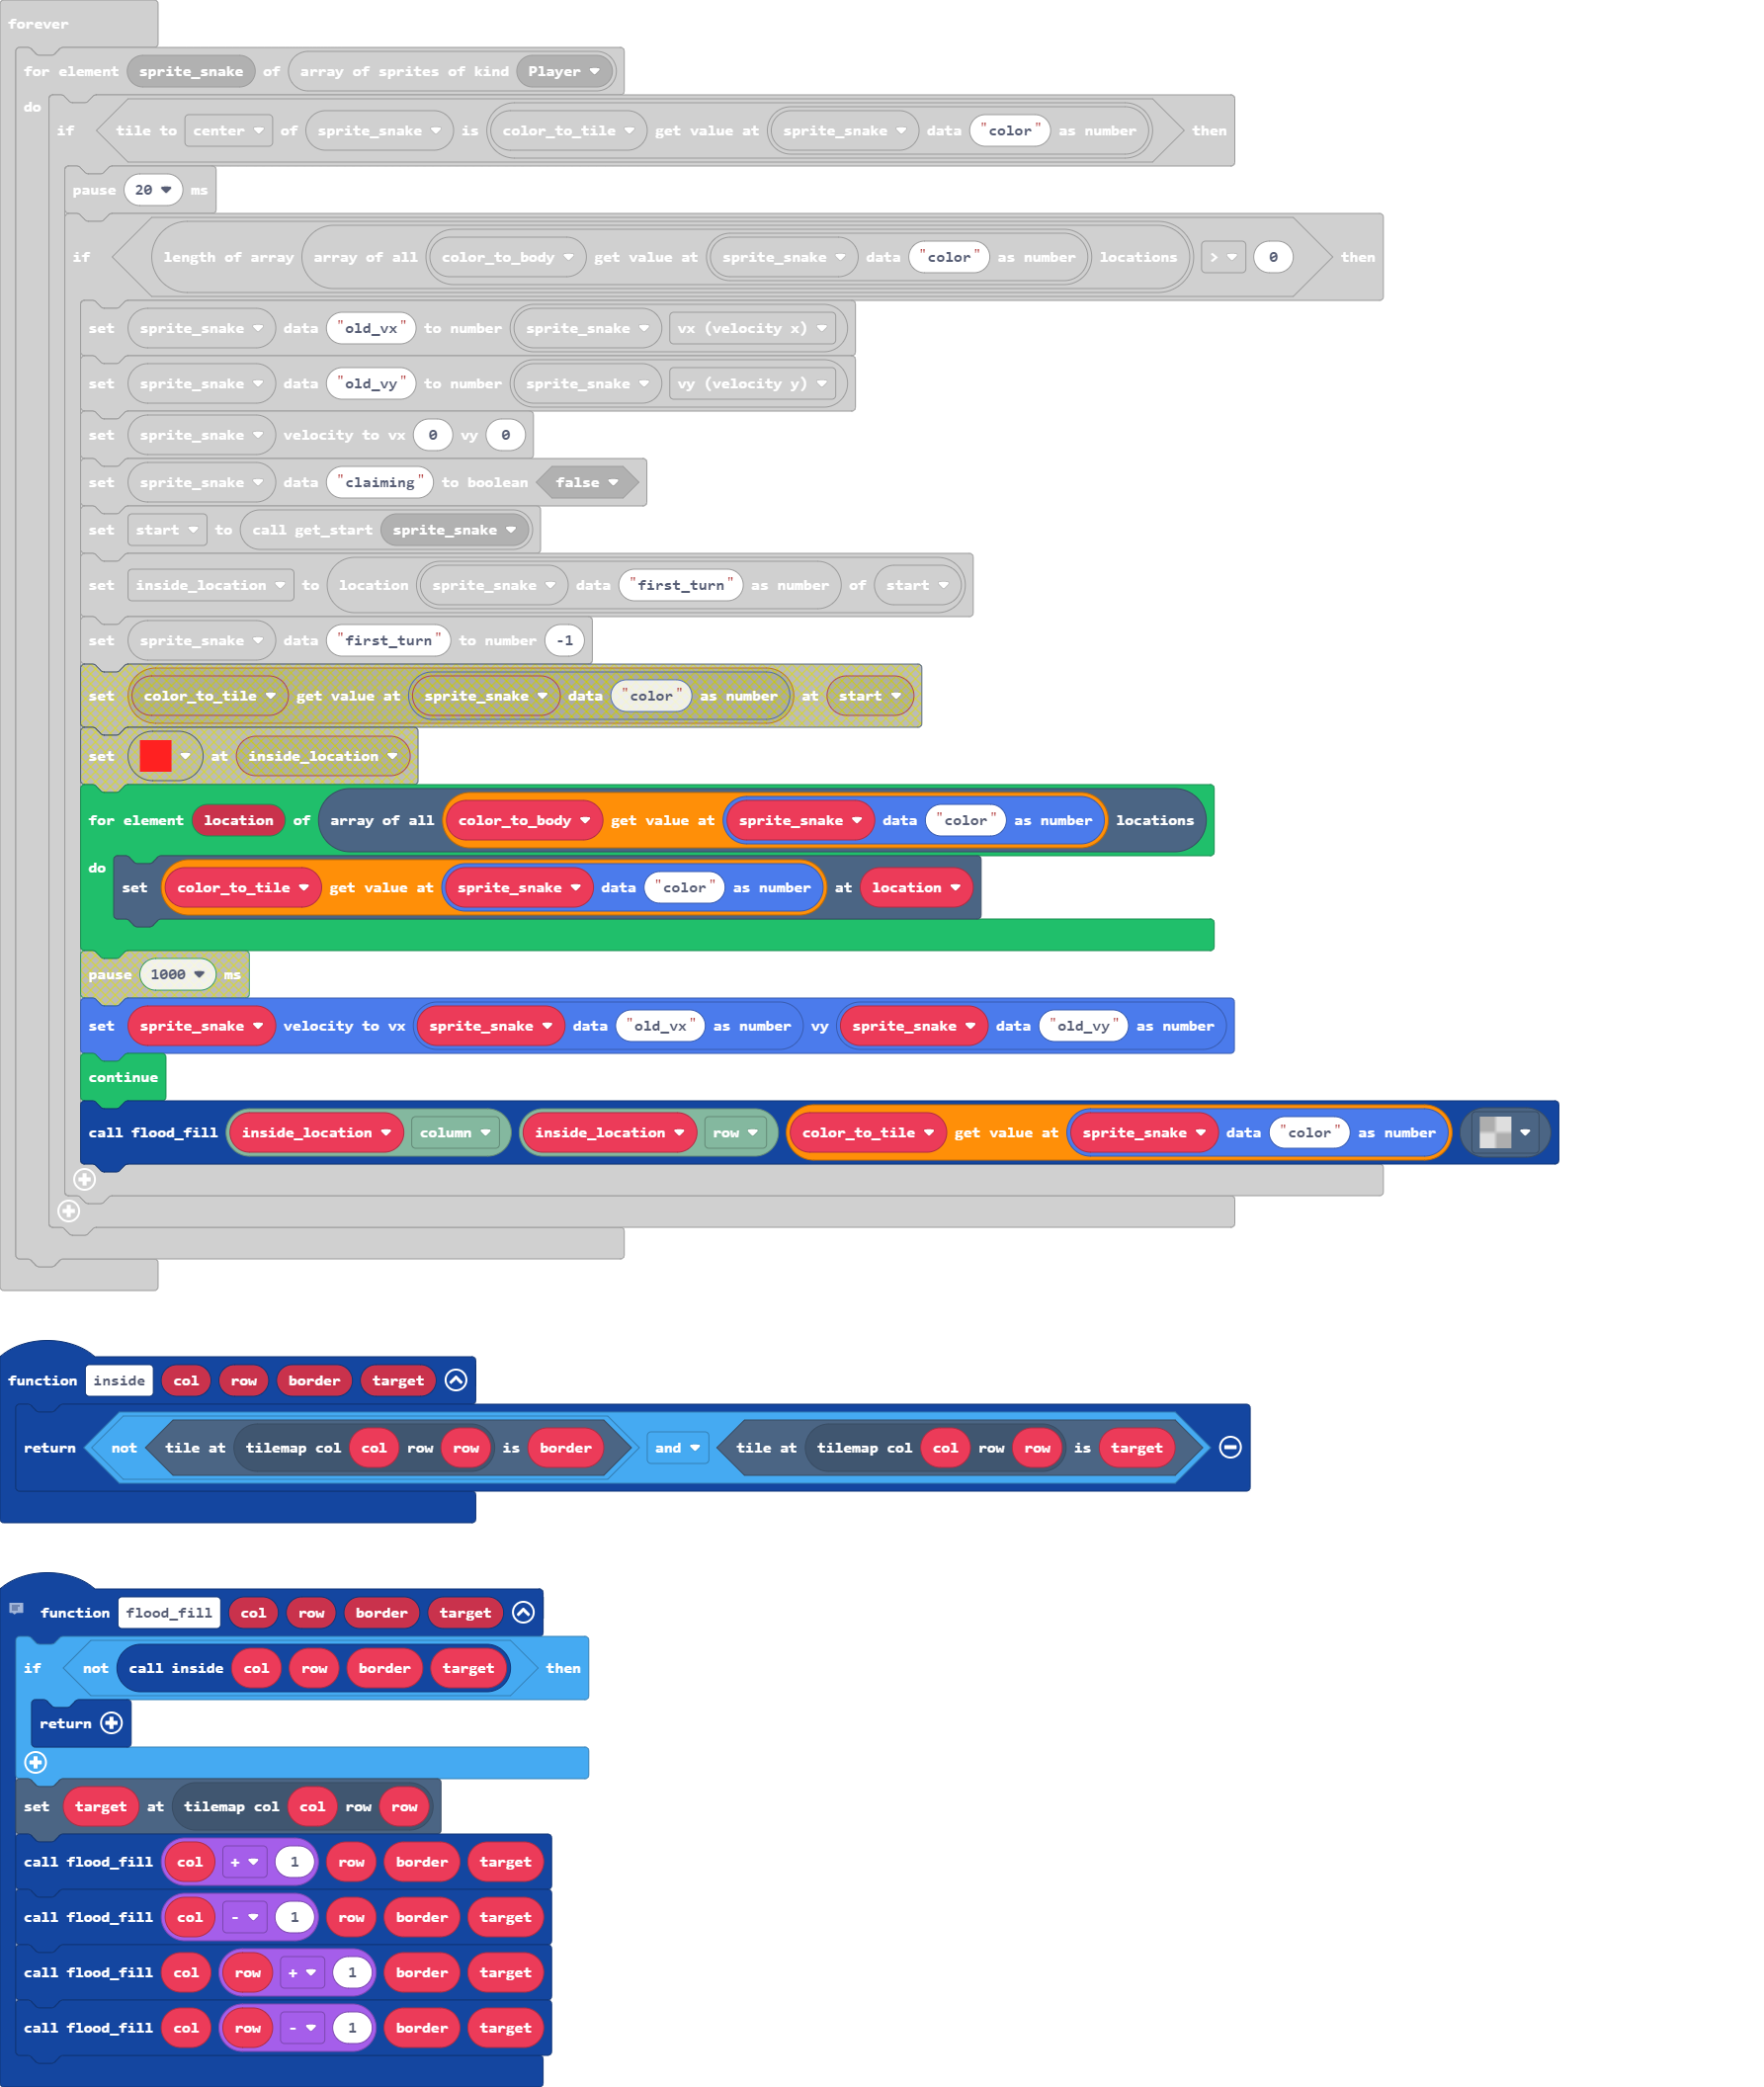 forever
for element sprite_snake of array of sprites of kind Player
do
if tile to center of sprite_snake is color_to_tile get value at sprite_snake data "color" as number then
pause 20 ms
if length of array array of all color_to_body get value at sprite_snake data "color" as number locations > 0 then
set sprite_snake data "old_vx" to number sprite_snake vx (velocity x)
set sprite_snake data "old_vy" to number sprite_snake vy (velocity y)
set sprite_snake velocity to vx 0 vy 0
set sprite_snake data "claiming" to boolean false
set start to call get_start sprite_snake
set inside_location to location sprite_snake data "first_turn" as number of start
set sprite_snake data "first_turn" to number -1
set color_to_tile get value at sprite_snake data "color" as number at start
set at inside_location
for element location of array of all color_to_body get value at sprite_snake data "color" as number locations
do
set color_to_tile get value at sprite_snake data "color" as number at location
pause 1000 ms
set sprite_snake velocity to vx sprite_snake data "old_vx" as number vy sprite_snake data "old_vy" as number
continue
call flood_fill inside_location column inside_location row color_to_tile get value at sprite_snake data "color" as number
function inside col row border target
return not tile at tilemap col col row row is border and tile at tilemap col col row row is target
function flood_fill col row border target
if not call inside col row border target then
return
set target at tilemap col col row row
call flood_fill col + 1 row border target
call flood_fill col - 1 row border target
call flood_fill col row + 1 border target
call flood_fill col row - 1 border target